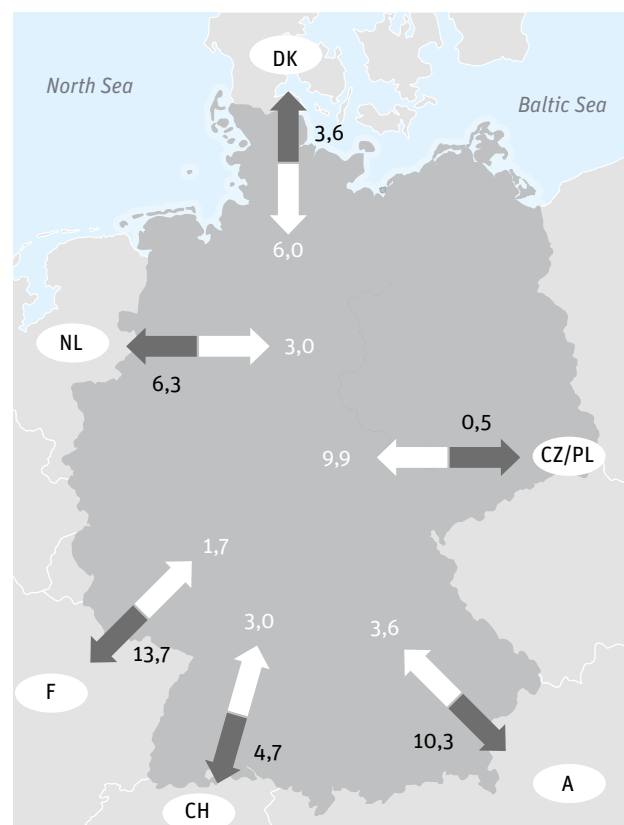 DK
North Sea
Baltic Sea
3,6
6,0
NL
3,0
6,3
0,5
9,9
CZ/PL
1,7
3,0
3,6
13,7
F
4,7
10,3
A
CH